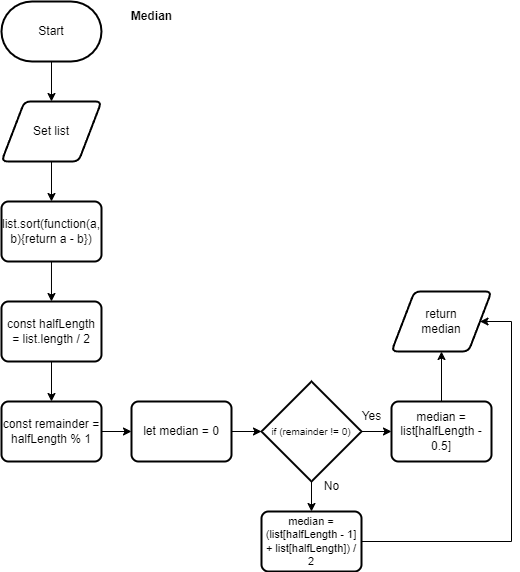 Median
Start
Set list
list.sort(function(a,
b){return a - b})
const halfLength
= list.length / 2
const remainder =
halfLength % 1
let median = 0
if (remainder != 0)
Yes
median =
list[halfLength -
0.5]
return
median
No
median =
(list[halfLength - 1]
+ list[halfLength]) /
2